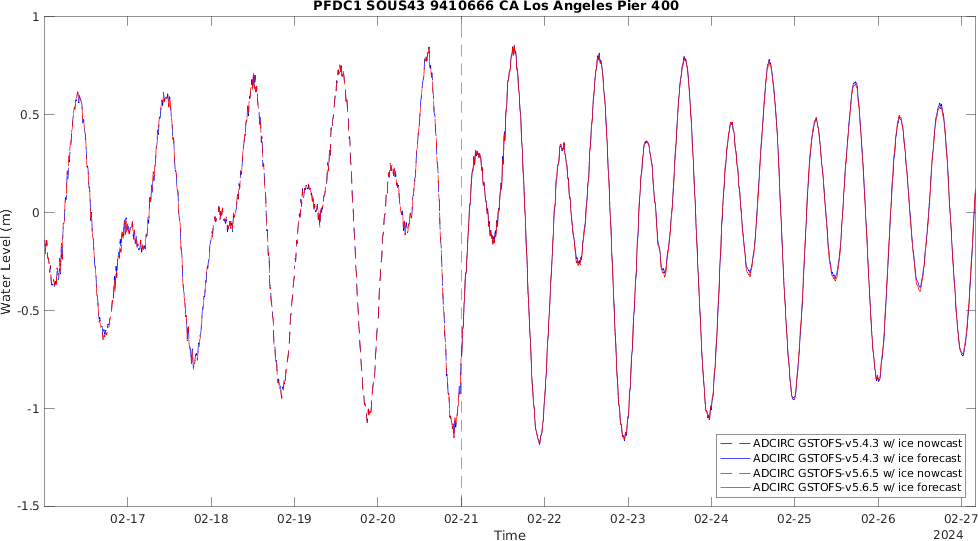 PFDC1 SOUS43 9410666 CA Los Angeles Pier 400
1
0.5
0
-0.5
-1
-1.5
Water Level (m)
ADCIRC GSTOFS-v5.4.3 w/ ice nowcast
ADCIRC GSTOFS-v5.4.3 w/ ice forecast
ADCIRC GSTOFS-v5.6.5 w/ ice nowcast
ADCIRC GSTOFS-v5.6.5 w/ ice forecast
02-17 02-18 02-19 02-20 02-21 02-22 02-23 02-24 02-25 02-26 02-27
Time
2024